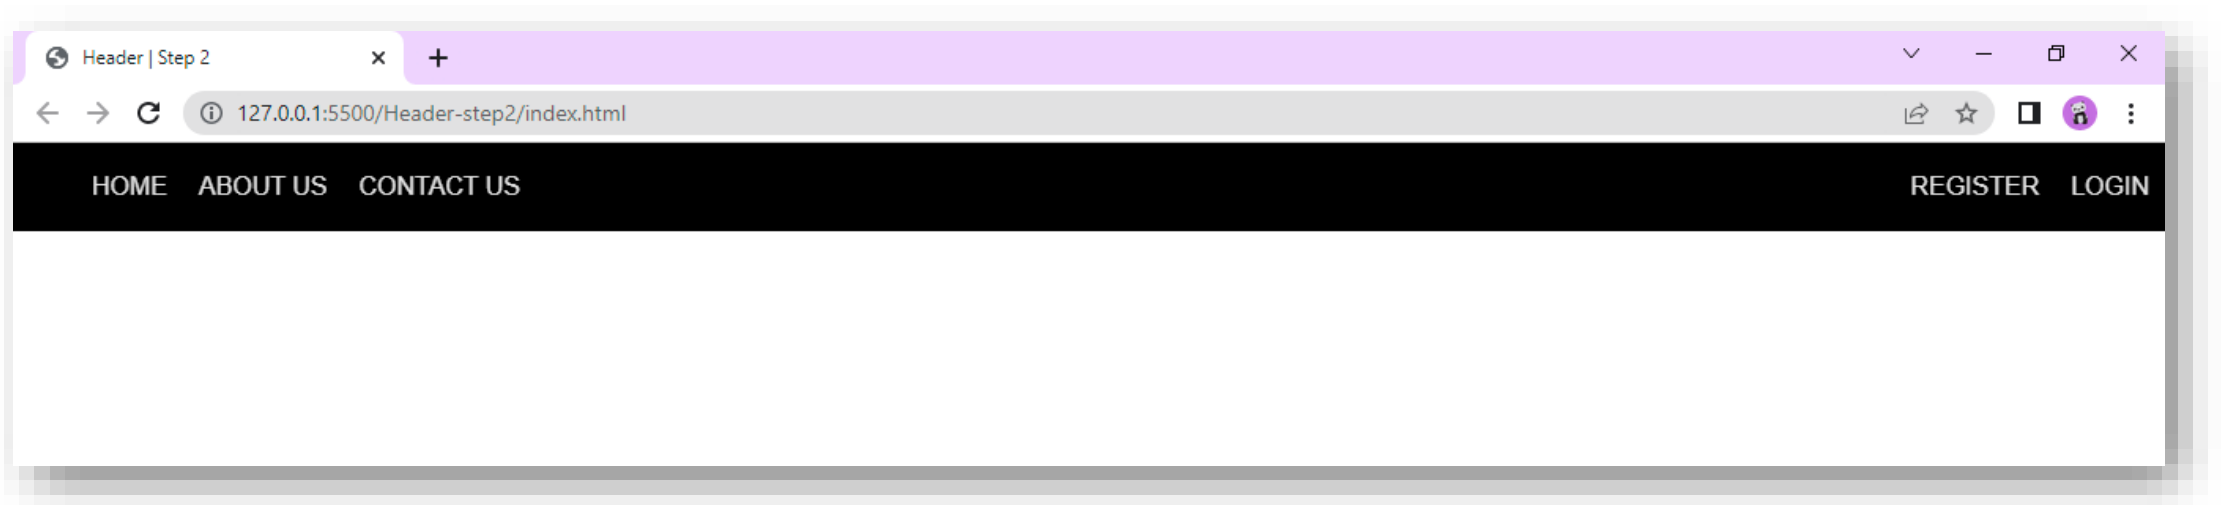 Header | Step 2
127.0.0.1:5500/Header-step2/index.html
HOME ABOUT US CONTACT US REGISTER LOGIN